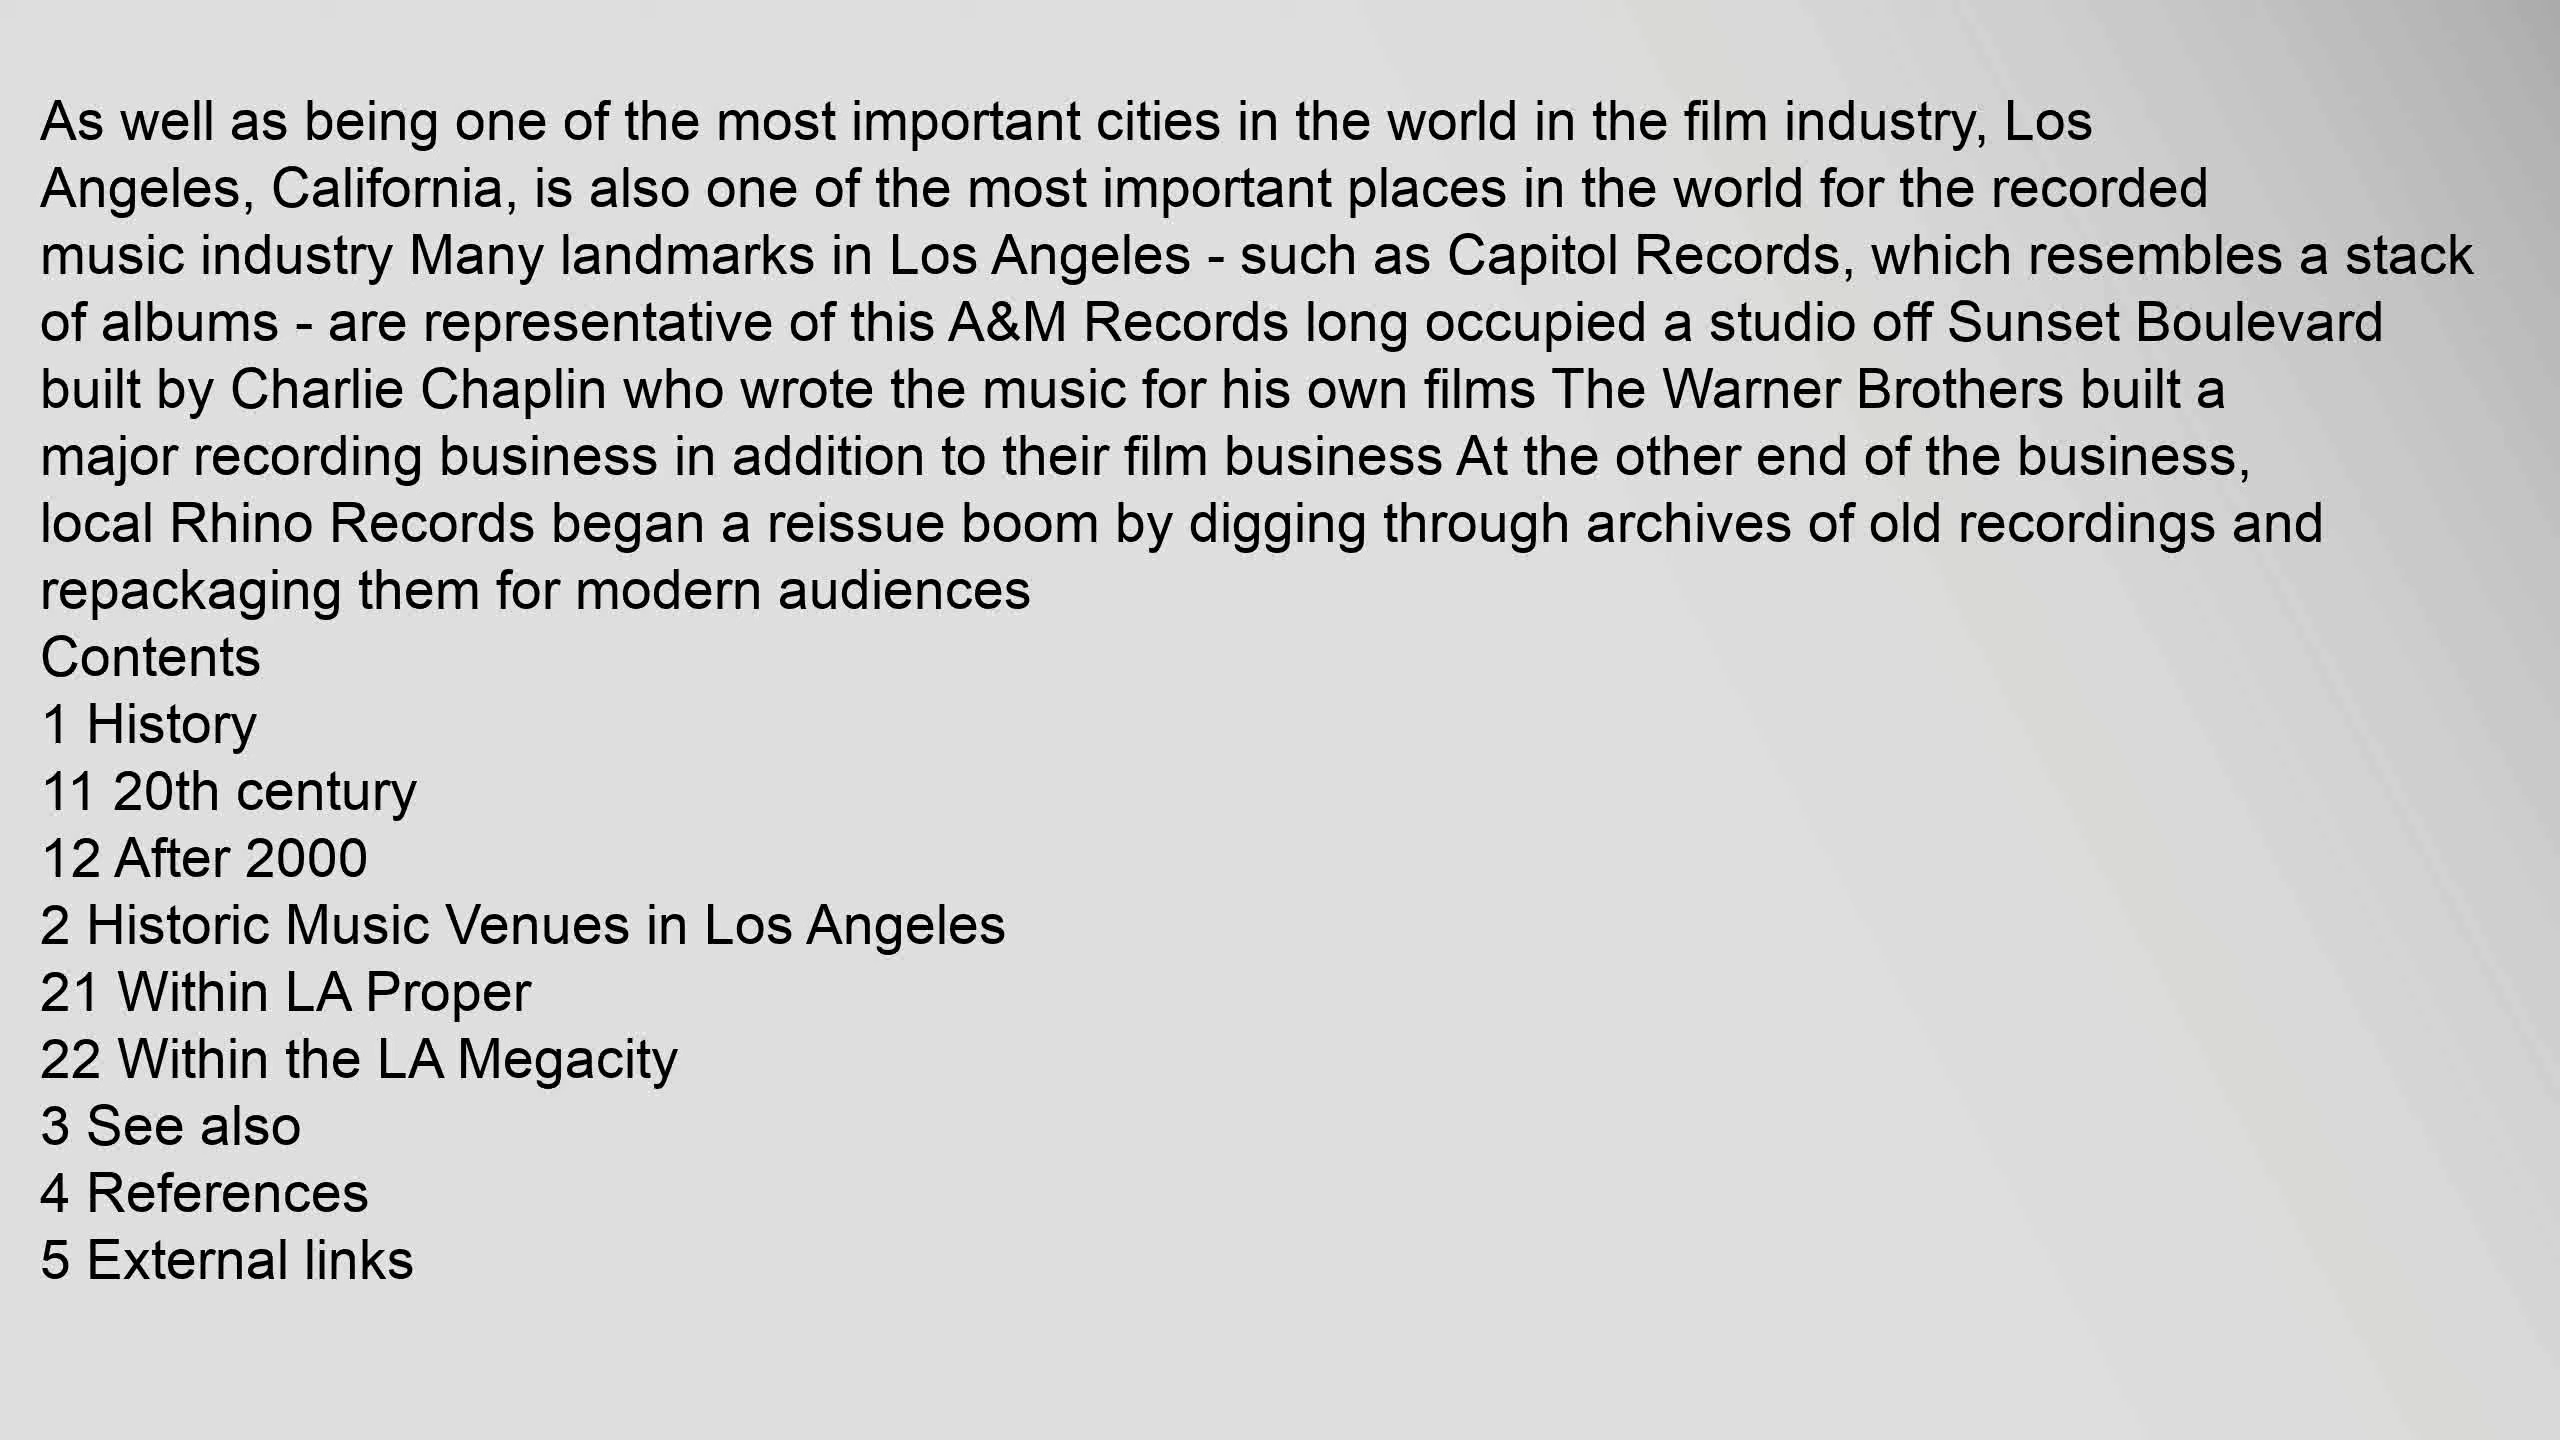 As well as being one of the most important cities in the world in the film industry, Los
Angeles, California, is also one of the most important places in the world for the recorded
music industry Many landmarks in Los Angeles - such as Capitol Records, which resembles a stack
of albums - are representative of this A&M Records long occupied a studio off Sunset Boulevard
built by Charlie Chaplin who wrote the music for his own films The Warner Brothers built a
major recording business in addition to their film business At the other end of the business,
local Rhino Records began a reissue boom by digging through archives of old recordings and
repackaging them for modern audiences
Contents
1 History
11 20th century
12 After 2000
2 Historic Music Venues in Los Angeles
21 Within LA Proper
22 Within the LA Megacity
3 See also
4 References
5 External links